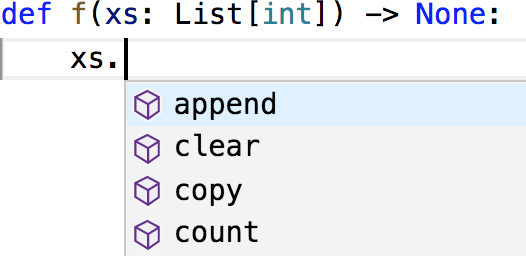 def f(xs: List[int]) -> None:
    xs.
append
clear
copy
count